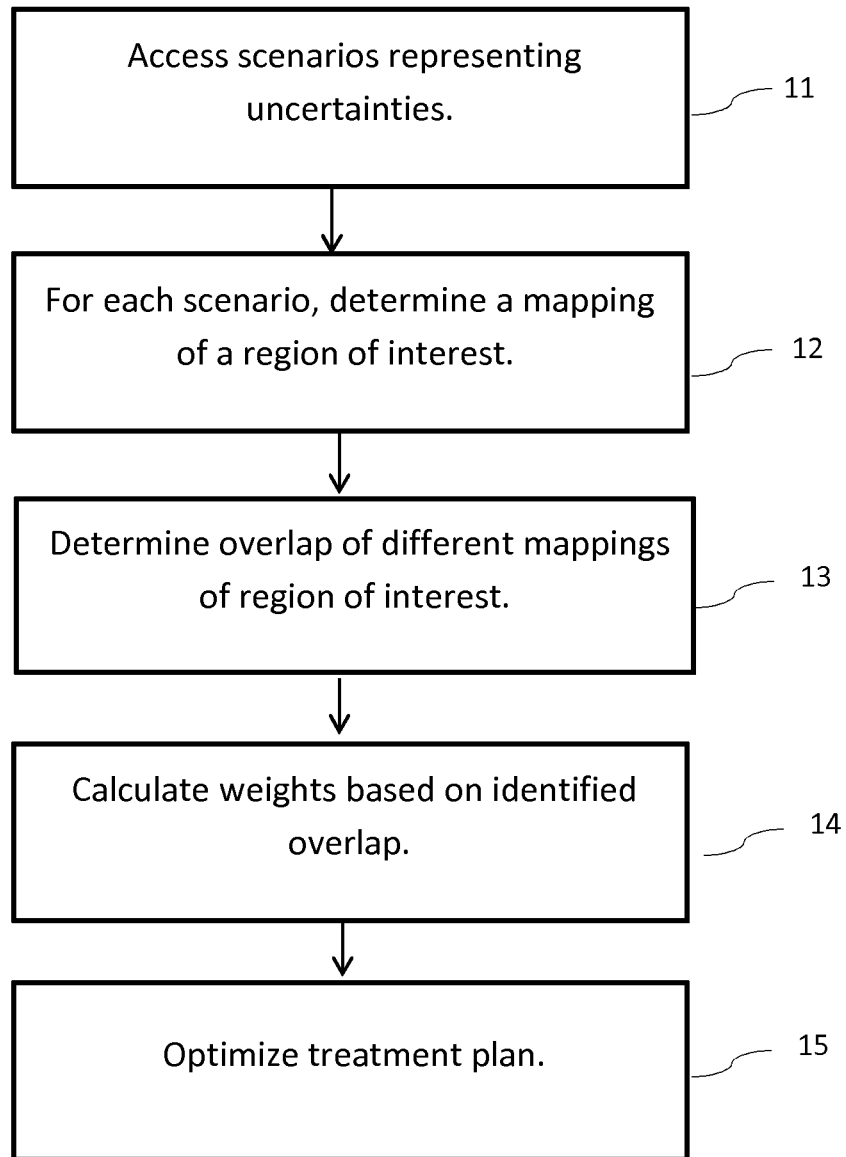 Access scenarios representing
uncertainties.
11
For each scenario, determine a mapping
of a region of interest.
12
Determine overlap of different mappings
of region of interest.
13
Calculate weights based on identified
overlap.
14
Optimize treatment plan.
15